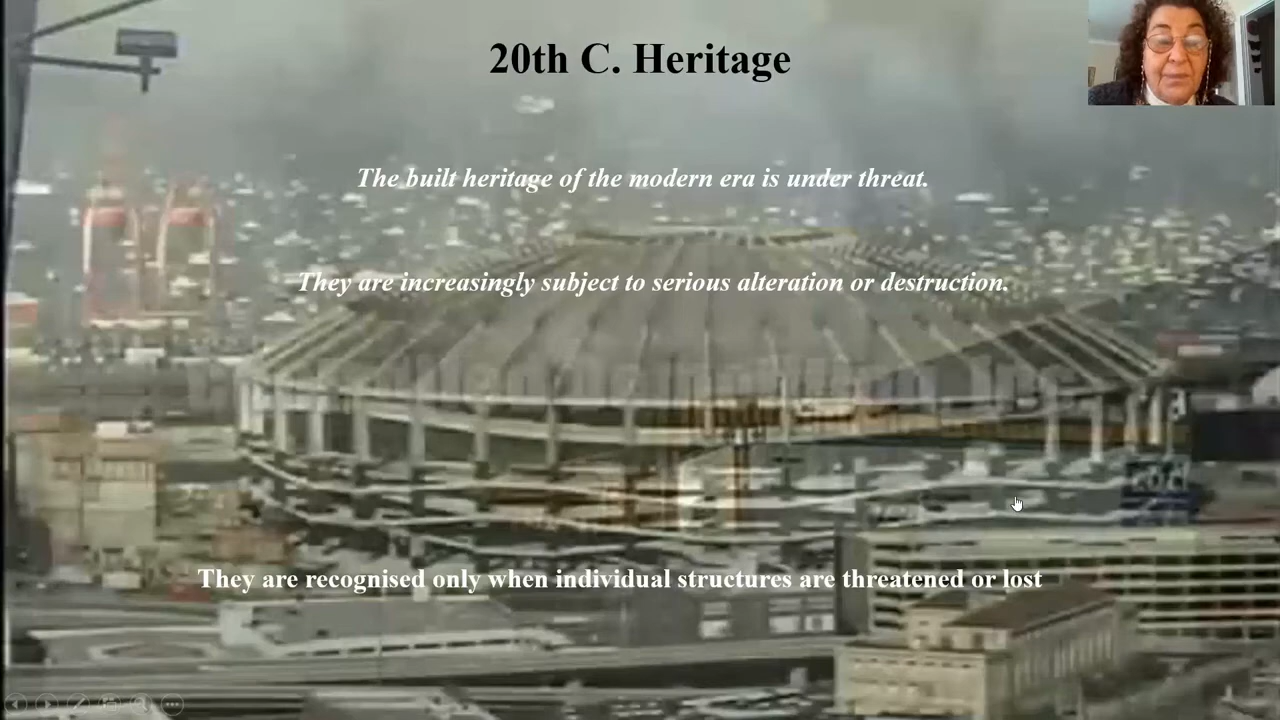 20th C. Heritage
The built heritage of the modern era is under threat.
They are increasingly subject to serious alteration or destruction.
They are recognised only when individual structures are threatened or lost